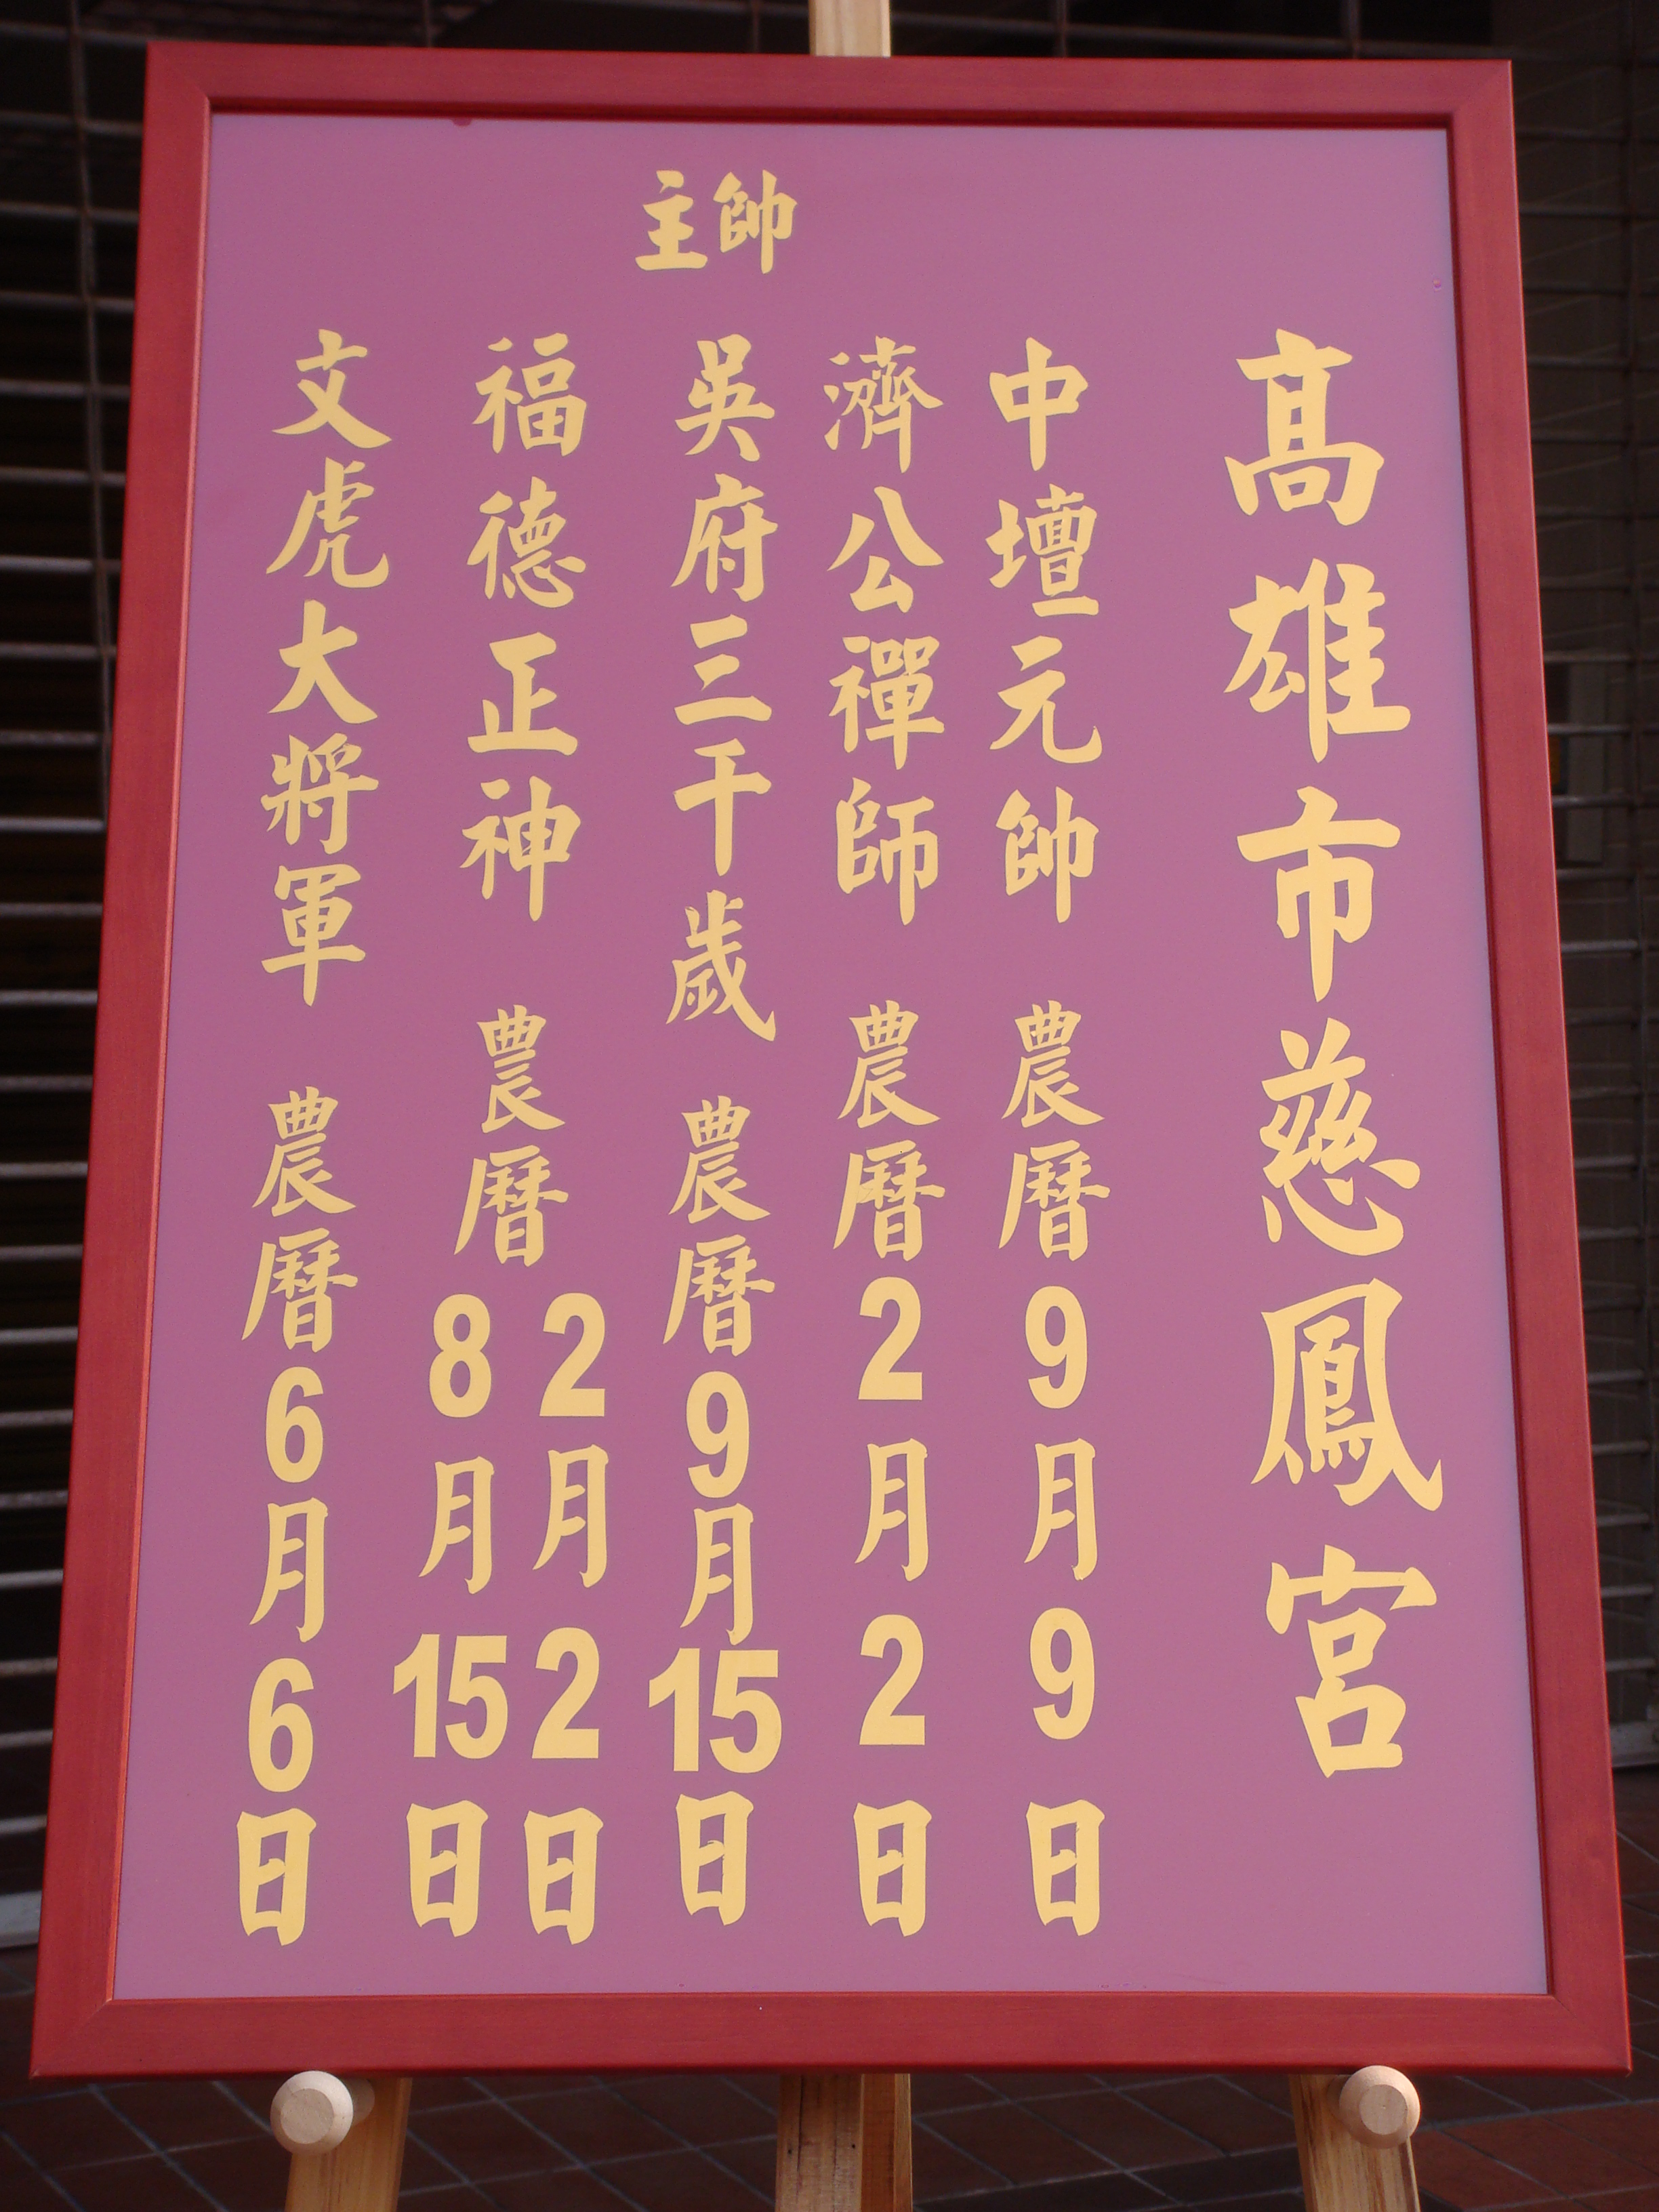 高雄市慈鳳宮
中壇元帥 農曆9月9日
濟公禪師 農曆2月2日
主帥
吳府三千歲 農曆9月15日
福德正神 農曆
2月2日
8月15日
文虎大將軍 農曆6月6日